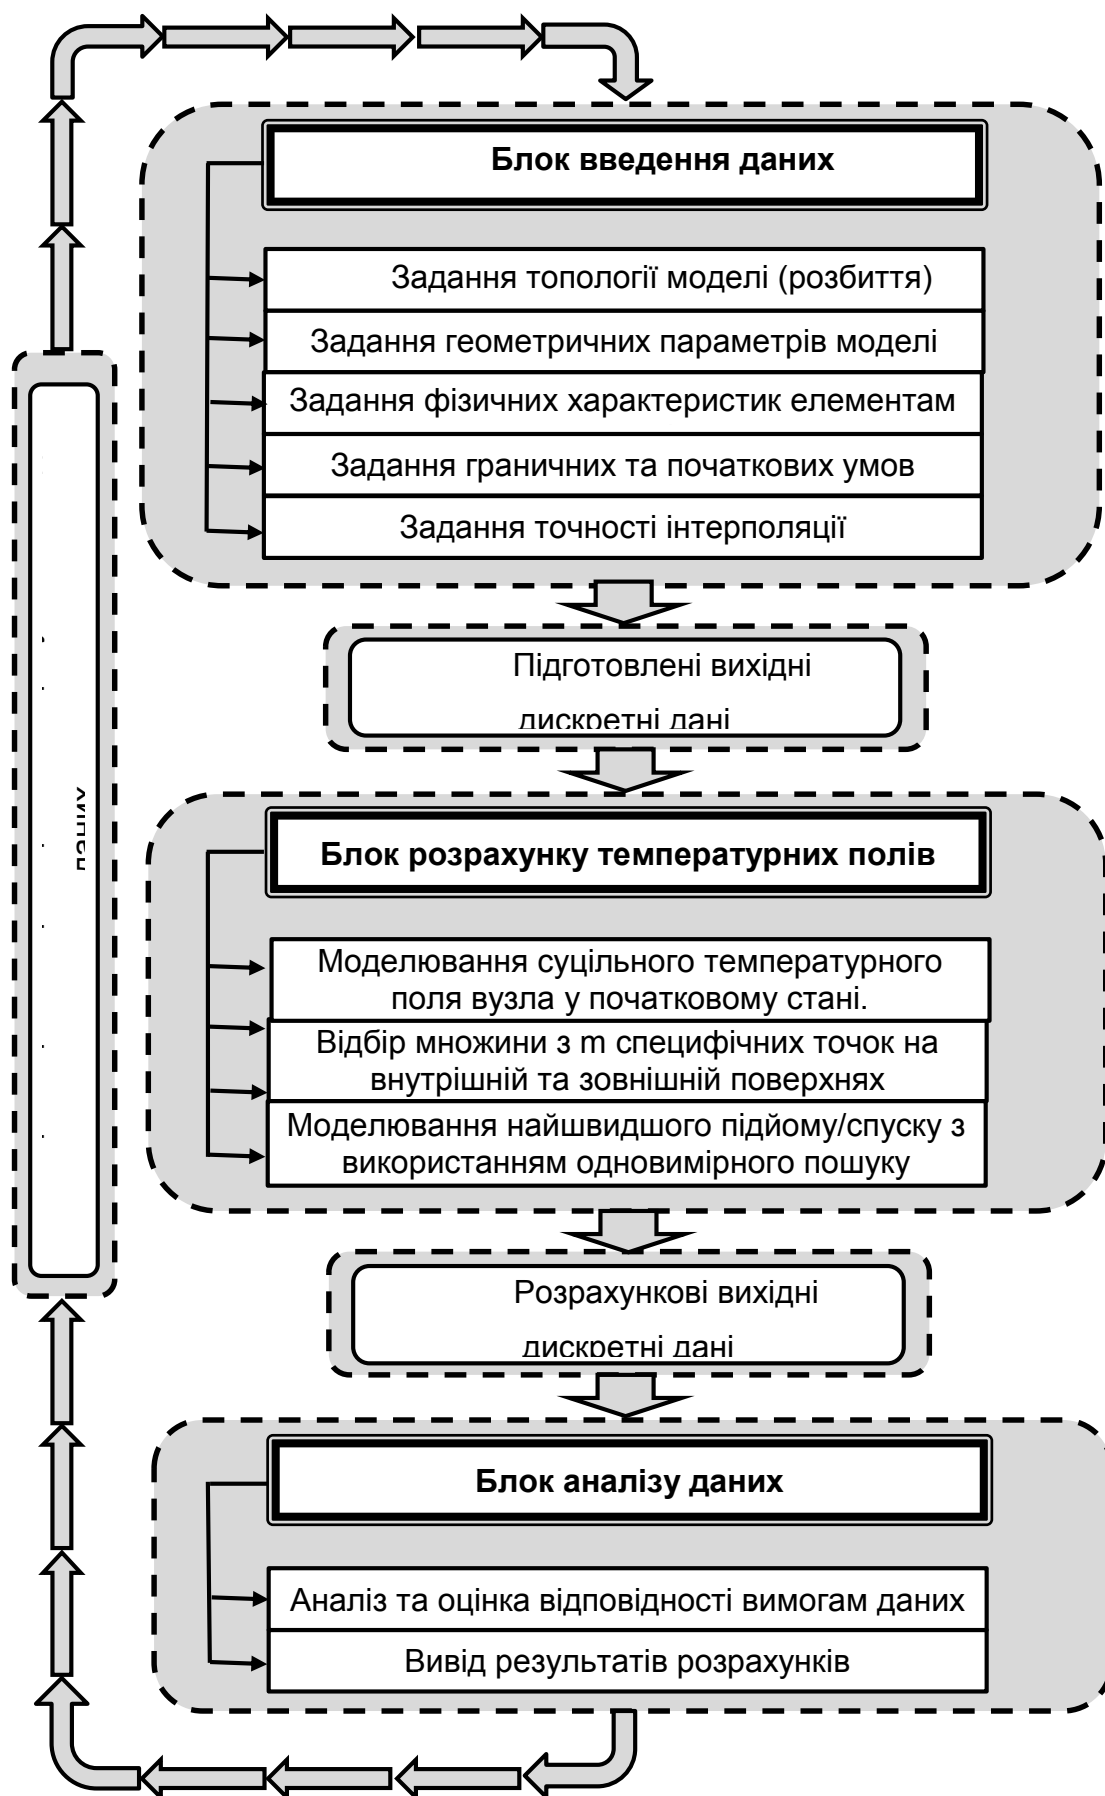 Блок введення даних
Задання топології моделі (розбиття)
Задання геометричних параметрів моделі
Задання фізичних характеристик елементам
Задання граничних та початкових умов
Задання точності інтерполяції
Підготовлені вихідні
дискретні дані
даних
Блок розрахунку температурних полів
Моделювання суцільного температурного
поля вузла у початковому стані.
Відбір множини з m специфічних точок на
внутрішній та зовнішній поверхнях
Моделювання найшвидшого підйому/спуску з
використанням одновимірного пошуку
Розрахункові вихідні
дискретні дані
Блок аналізу даних
Аналіз та оцінка відповідності вимогам даних
Вивід результатів розрахунків